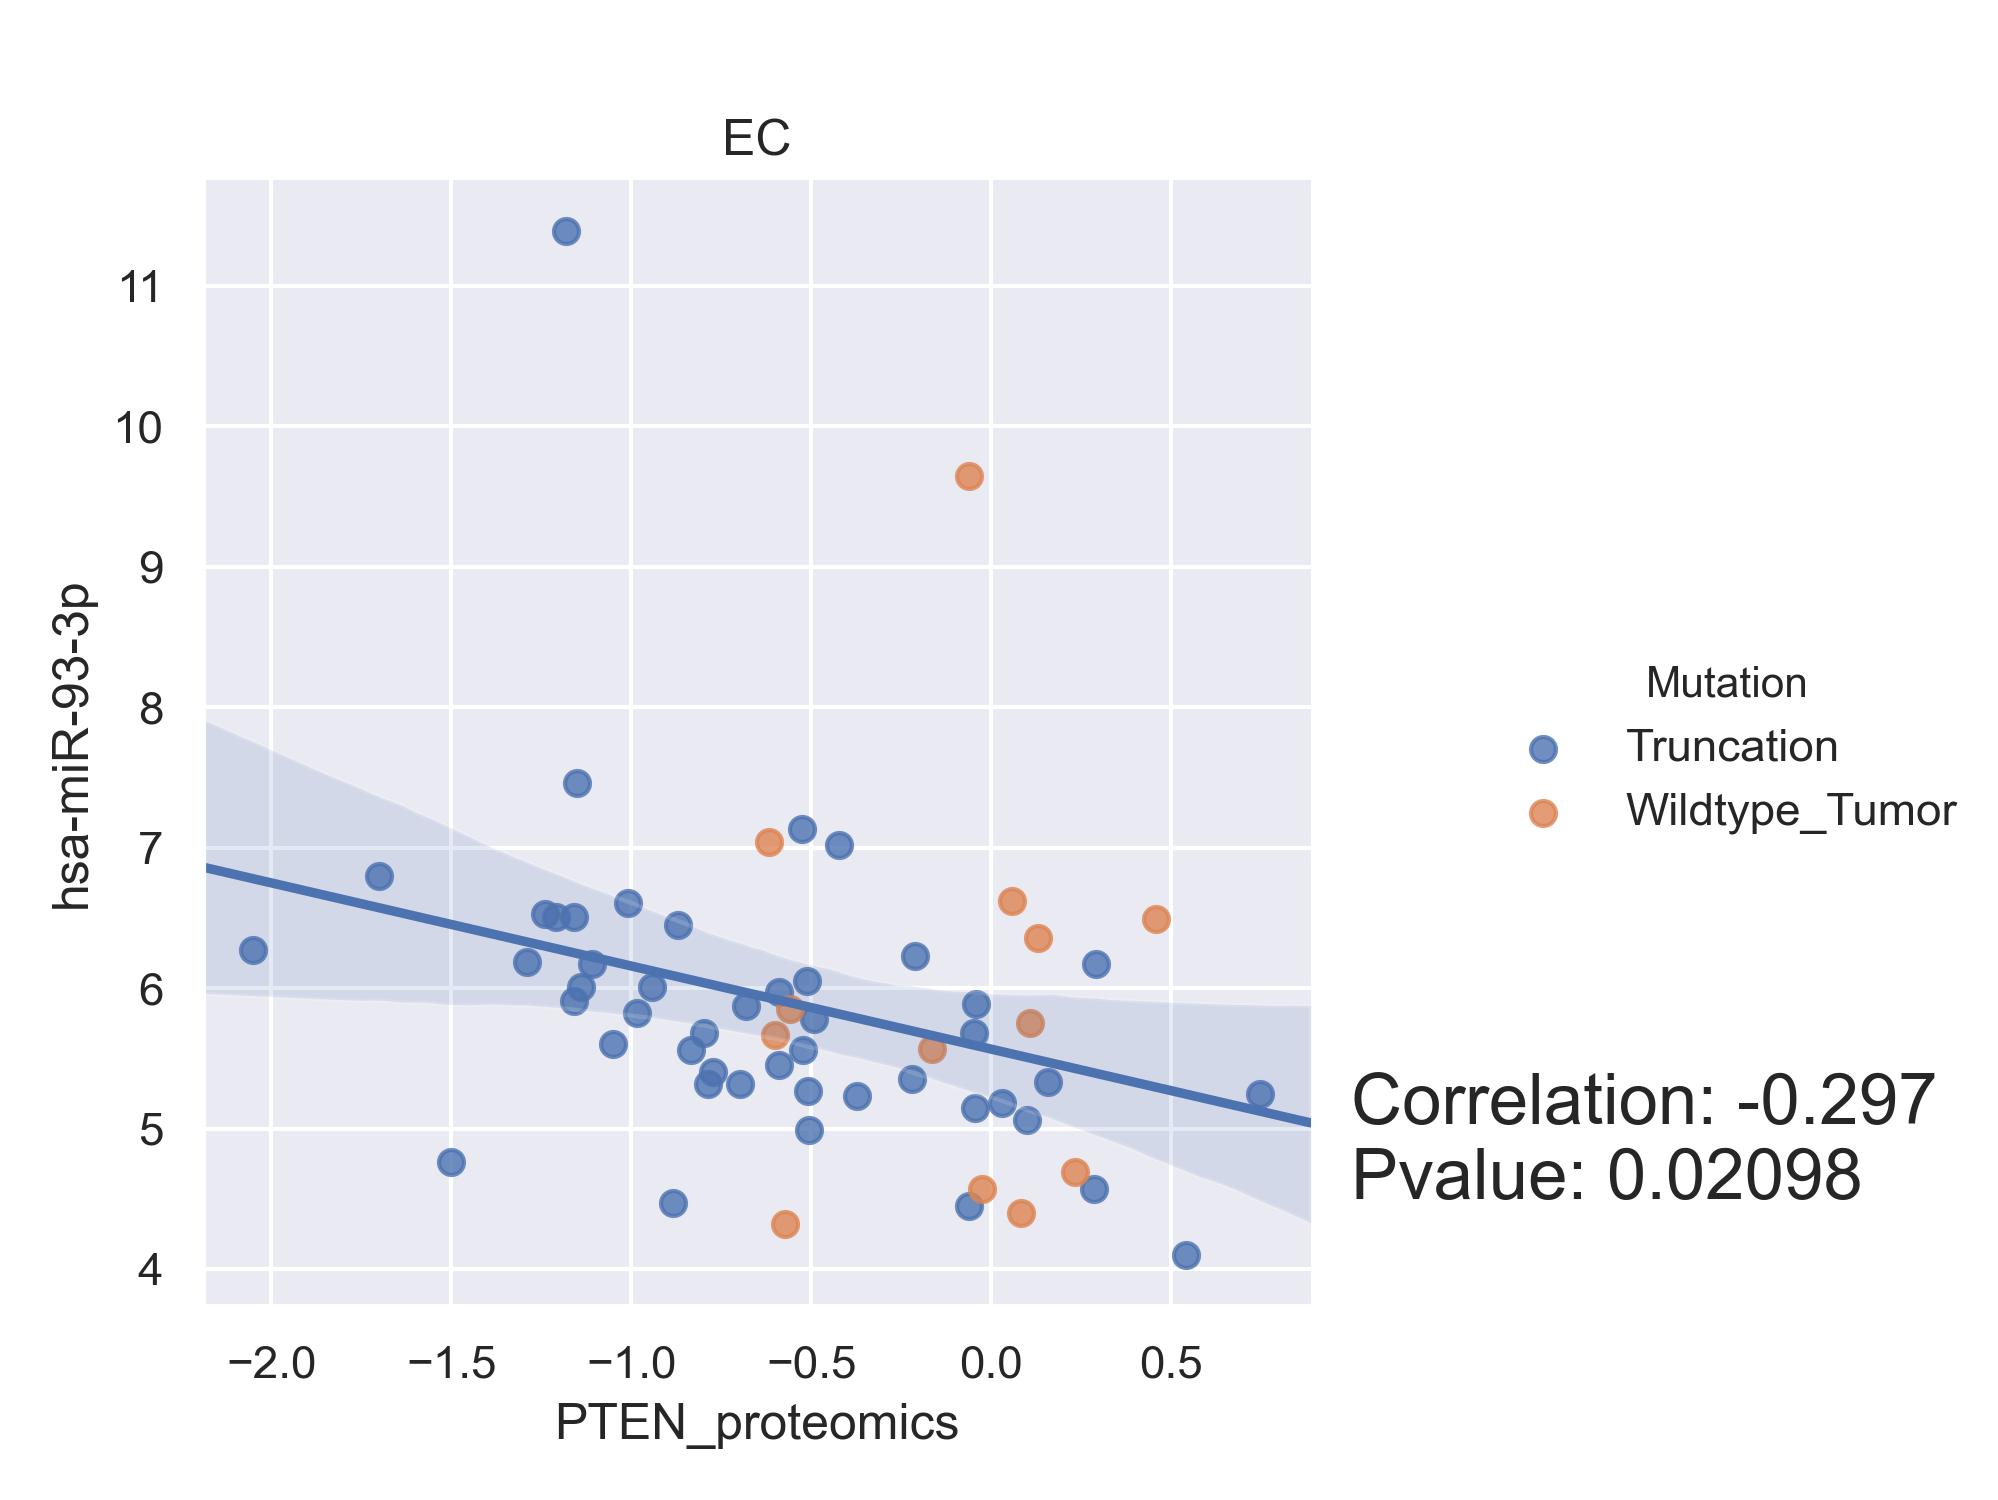 EC
11
10
9
8
7
6
5
4
hsa-miR-93-3p
−2.0 −1.5 −1.0 −0.5 0.0 0.5
PTEN_proteomics
Mutation
Truncation
Wildtype_Tumor
Correlation: -0.297
Pvalue: 0.02098